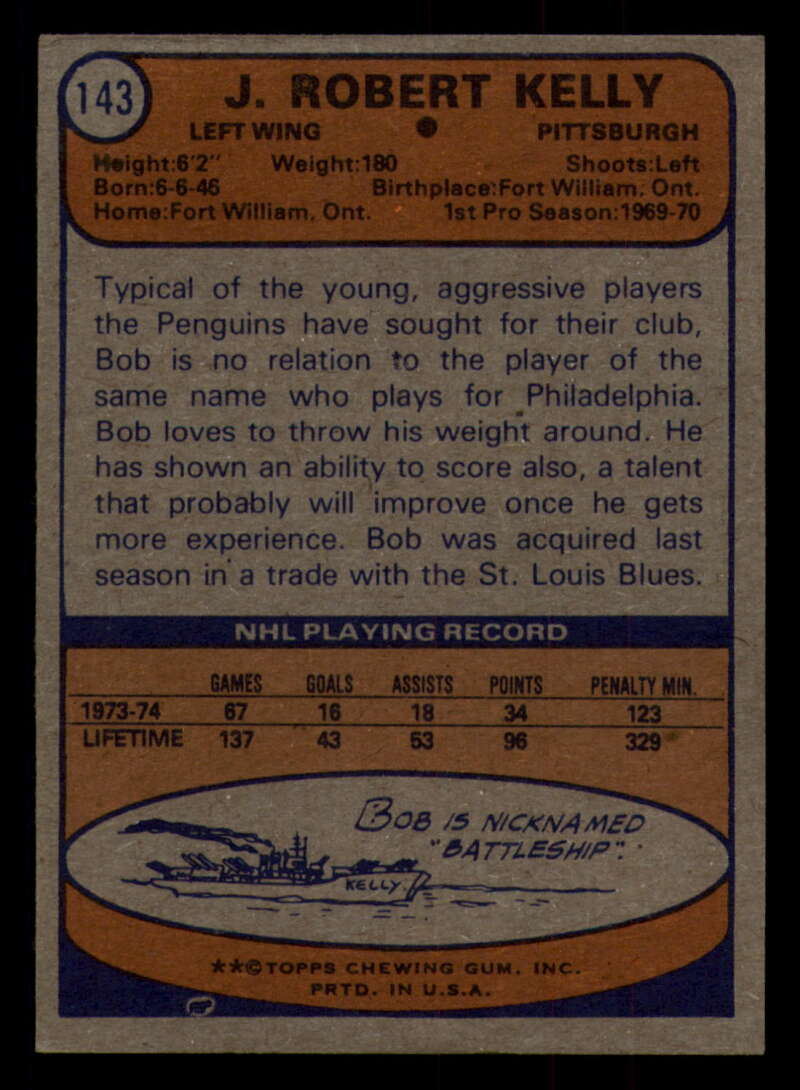 143
J. ROBERT KELLY
LEFT WING ● PITTSBURGH
Height:6'2" Weight:180 Shoots:Left
Born:6-6-46 Birthplace:Fort William, Ont.
Home:Fort William, Ont. 1st Pro Season:1969-70
Typical of the young, aggressive players
the Penguins have sought for their club,
Bob is no relation to the player of the
same name who plays for Philadelphia.
Bob loves to throw his weight around. He
has shown an ability to score also, a talent
that probably will improve once he gets
more experience. Bob was acquired last
season in a trade with the St. Louis Blues.
NHL PLAYING RECORD
GAMES GOALS ASSISTS POINTS PENALTY MIN.
1973-74 67 16 18 34 123
LIFETIME 137 43 53 96 329
BOB IS NICKNAMED
"BATTLESHIP".
KELLY
**©TOPPS CHEWING GUM, INC.
PRTD. IN U.S.A.